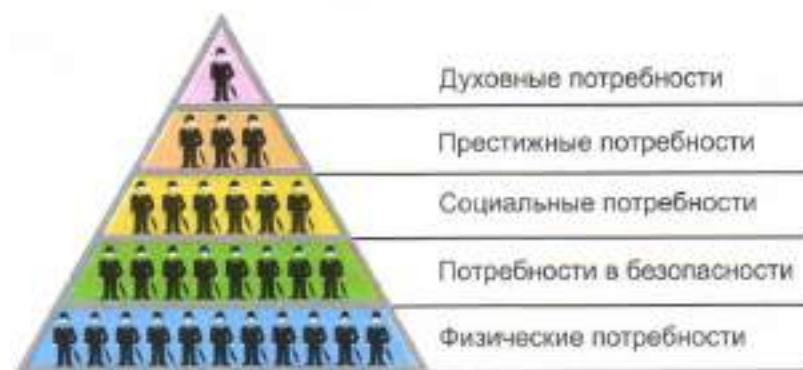 Духовные потребности
Престижные потребности
Социальные потребности
Потребности в безопасности
Физические потребности